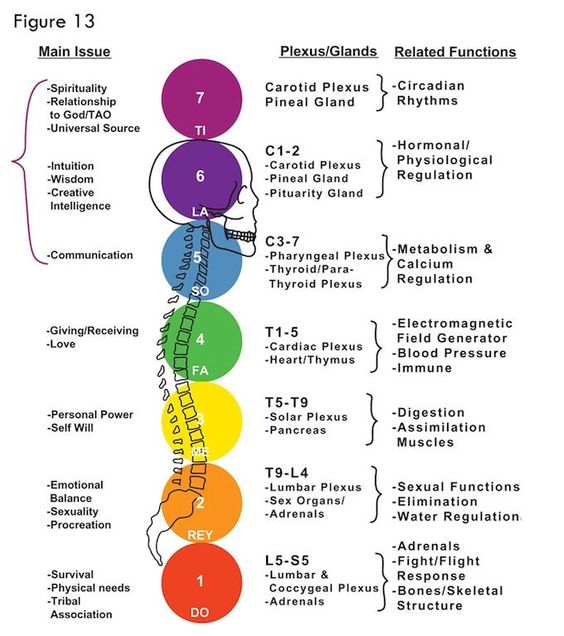 Figure 13
Main Issue
Plexus/Glands
Related Functions
-Spirituality
-Relationship
to God/TAO
-Universal Source
7
TI
Carotid Plexus
Pineal Gland
-Circadian
Rhythms
-Intuition
-Wisdom
-Creative
Intelligence
6
LA
C1-2
-Carotid Plexus
-Pineal Gland
-Pituarity Gland
-Hormonal/
Physiological
Regulation
-Communication
5
SO
C3-7
-Pharyngeal Plexus
-Thyroid/Para-
Thyroid Plexus
-Metabolism &
Calcium
Regulation
-Giving/Receiving
-Love
4
FA
T1-5
-Cardiac Plexus
-Heart/Thymus
-Electromagnetic
Field Generator
-Blood Pressure
-Immune
-Personal Power
-Self Will
3
ME
T5-T9
-Solar Plexus
-Pancreas
-Digestion
-Assimilation
Muscles
-Emotional
Balance
-Sexuality
-Procreation
2
REY
T9-L4
-Lumbar Plexus
-Sex Organs/
-Adrenals
-Sexual Functions
-Elimination
-Water Regulation
-Survival
-Physical needs
-Tribal
Association
1
DO
L5-S5
-Lumbar &
Coccygeal Plexus
-Adrenals
-Adrenals
-Fight/Flight
Response
-Bones/Skeletal
Structure